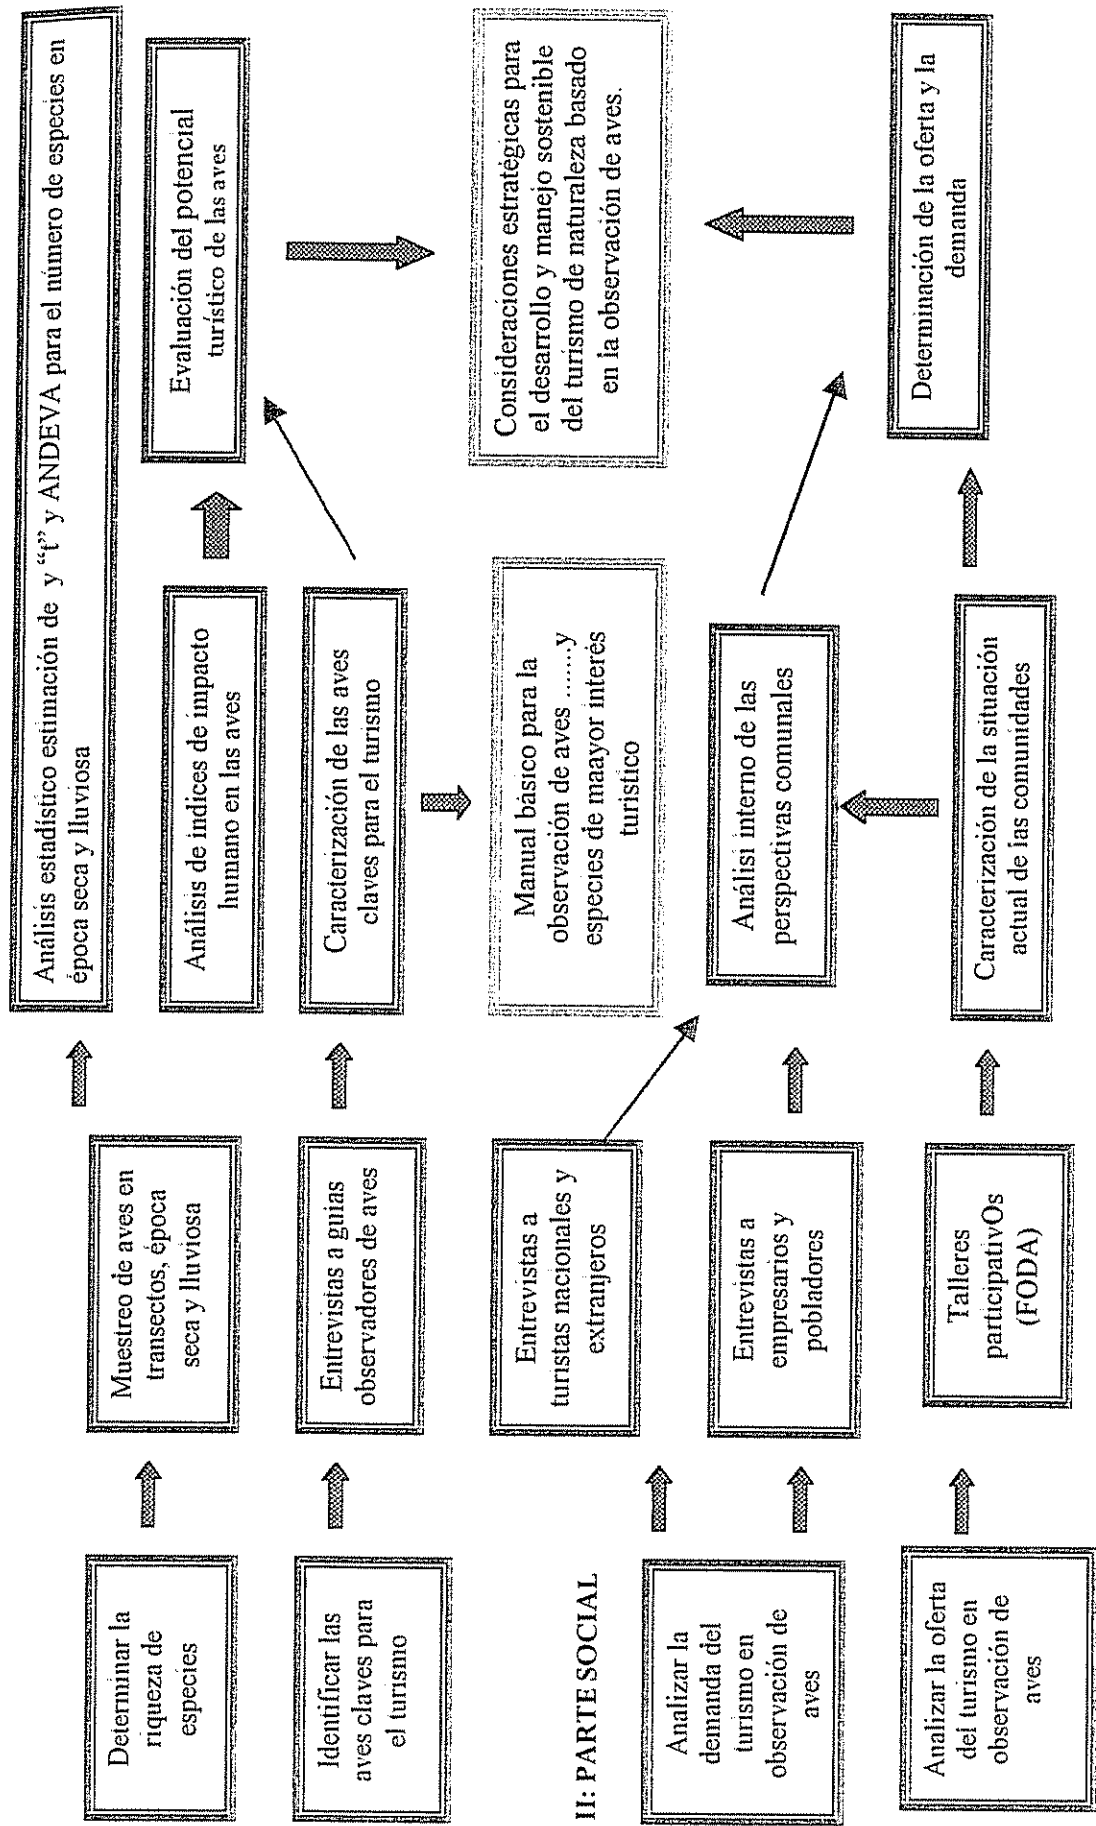 Determinar la
riqueza de
especies
Muestreo de aves en
transectos, época
seca y lluviosa
Análisis estadístico estimación de y “t” y ANDEVA para el número de especies en
época seca y lluviosa
Análisis de indices de impacto
humano en las aves
Evaluación del potencial
turístico de las aves
Identificar las
aves claves para
el turismo
Entrevistas a guias
observadores de aves
Caracterización de las aves
claves para el turismo
Manual básico para la
observación de aves ........y
especies de maayor interés
turístico
Consideraciones estratégicas para
el desarrollo y manejo sostenible
del turismo de naturaleza basado
en la observación de aves.
II: PARTE SOCIAL
Analizar la
demanda del
turismo en
observación de
aves
Entrevistas a
turistas nacionales y
extranjeros
Entrevistas a
empresarios y
pobladores
Análisi interno de las
perspectivas comunales
Analizar la oferta
del turismo en
observación de
aves
Talleres
participativOs
(FODA)
Caracterización de la situación
actual de las comunidades
Determinación de la oferta y la
demanda